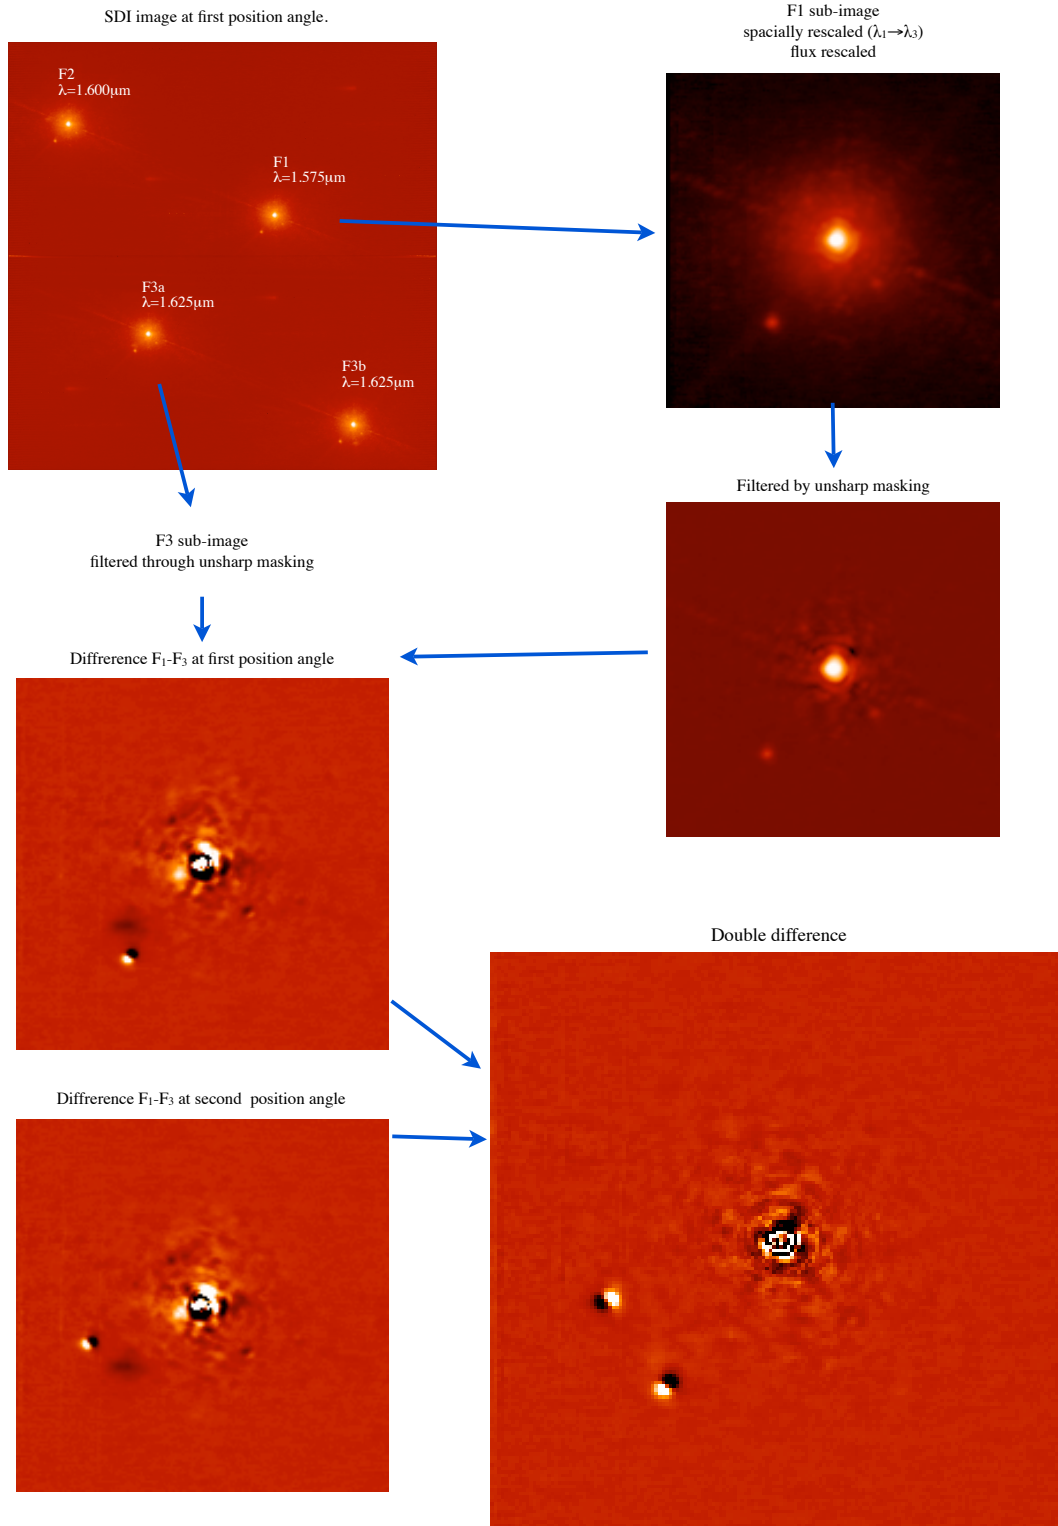 SDI image at first position angle.
F2
λ=1.600μm
F1
λ=1.575μm
F3a
λ=1.625μm
F3b
λ=1.625μm
F1 sub-image
spacially rescaled (λ₁→λ₃)
flux rescaled
Filtered by unsharp masking
F3 sub-image
filtered through unsharp masking
Diffrerence F₁-F₃ at first position angle
Diffrerence F₁-F₃ at second  position angle
Double difference